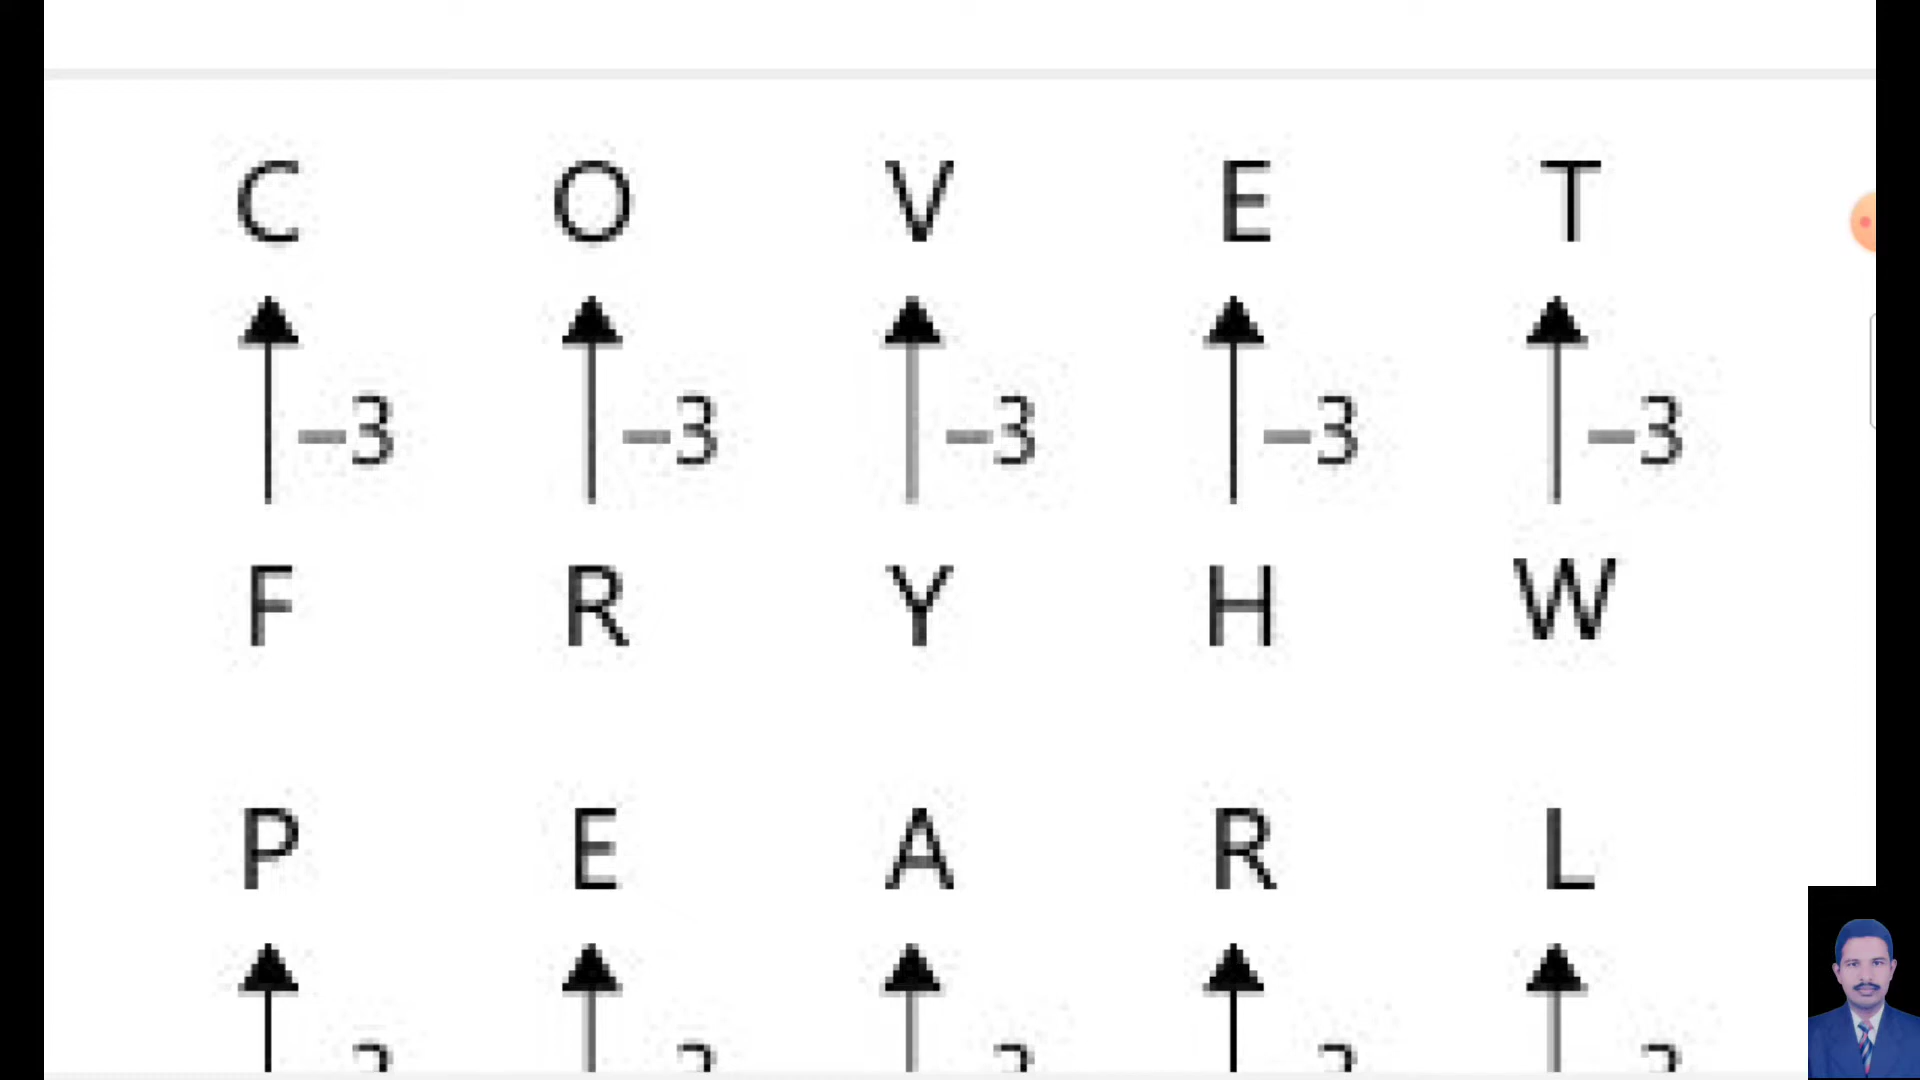 C O V E T
–3 –3 –3 –3 –3
F R Y H W
P E A R L